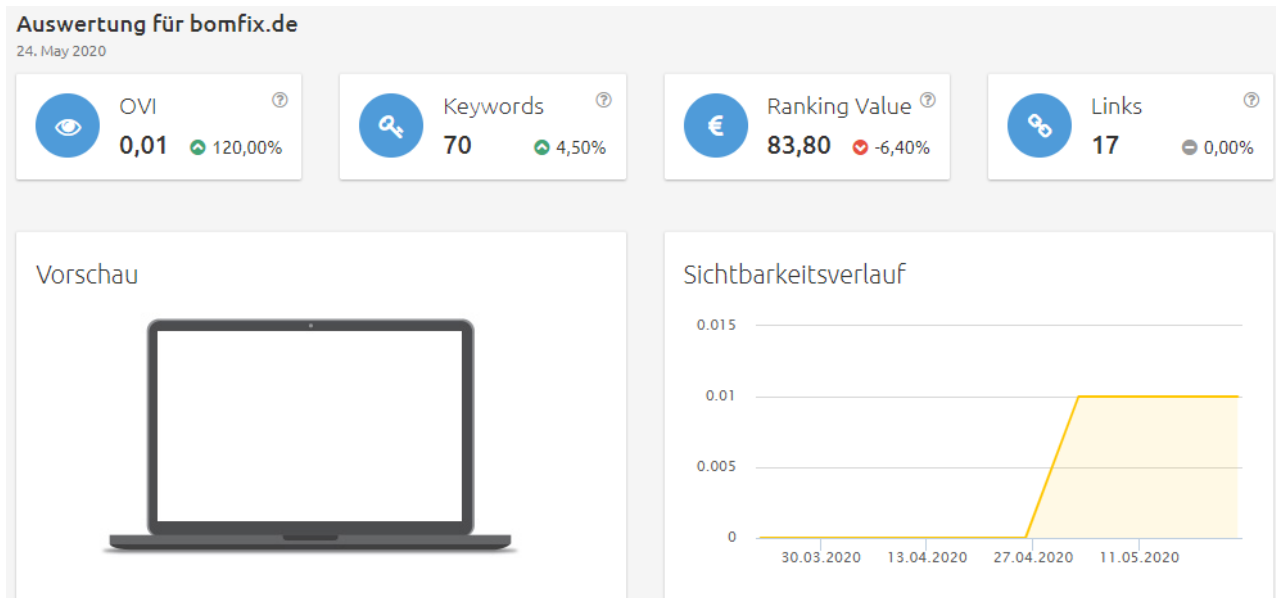 Auswertung für bomfix.de
24. May 2020
OVI
0,01 120,00%
Keywords
70 4,50%
Ranking Value
83,80 -6,40%
Links
17 0,00%
Vorschau
Sichtbarkeitsverlauf
0.015
0.01
0.005
0
30.03.2020 13.04.2020 27.04.2020 11.05.2020